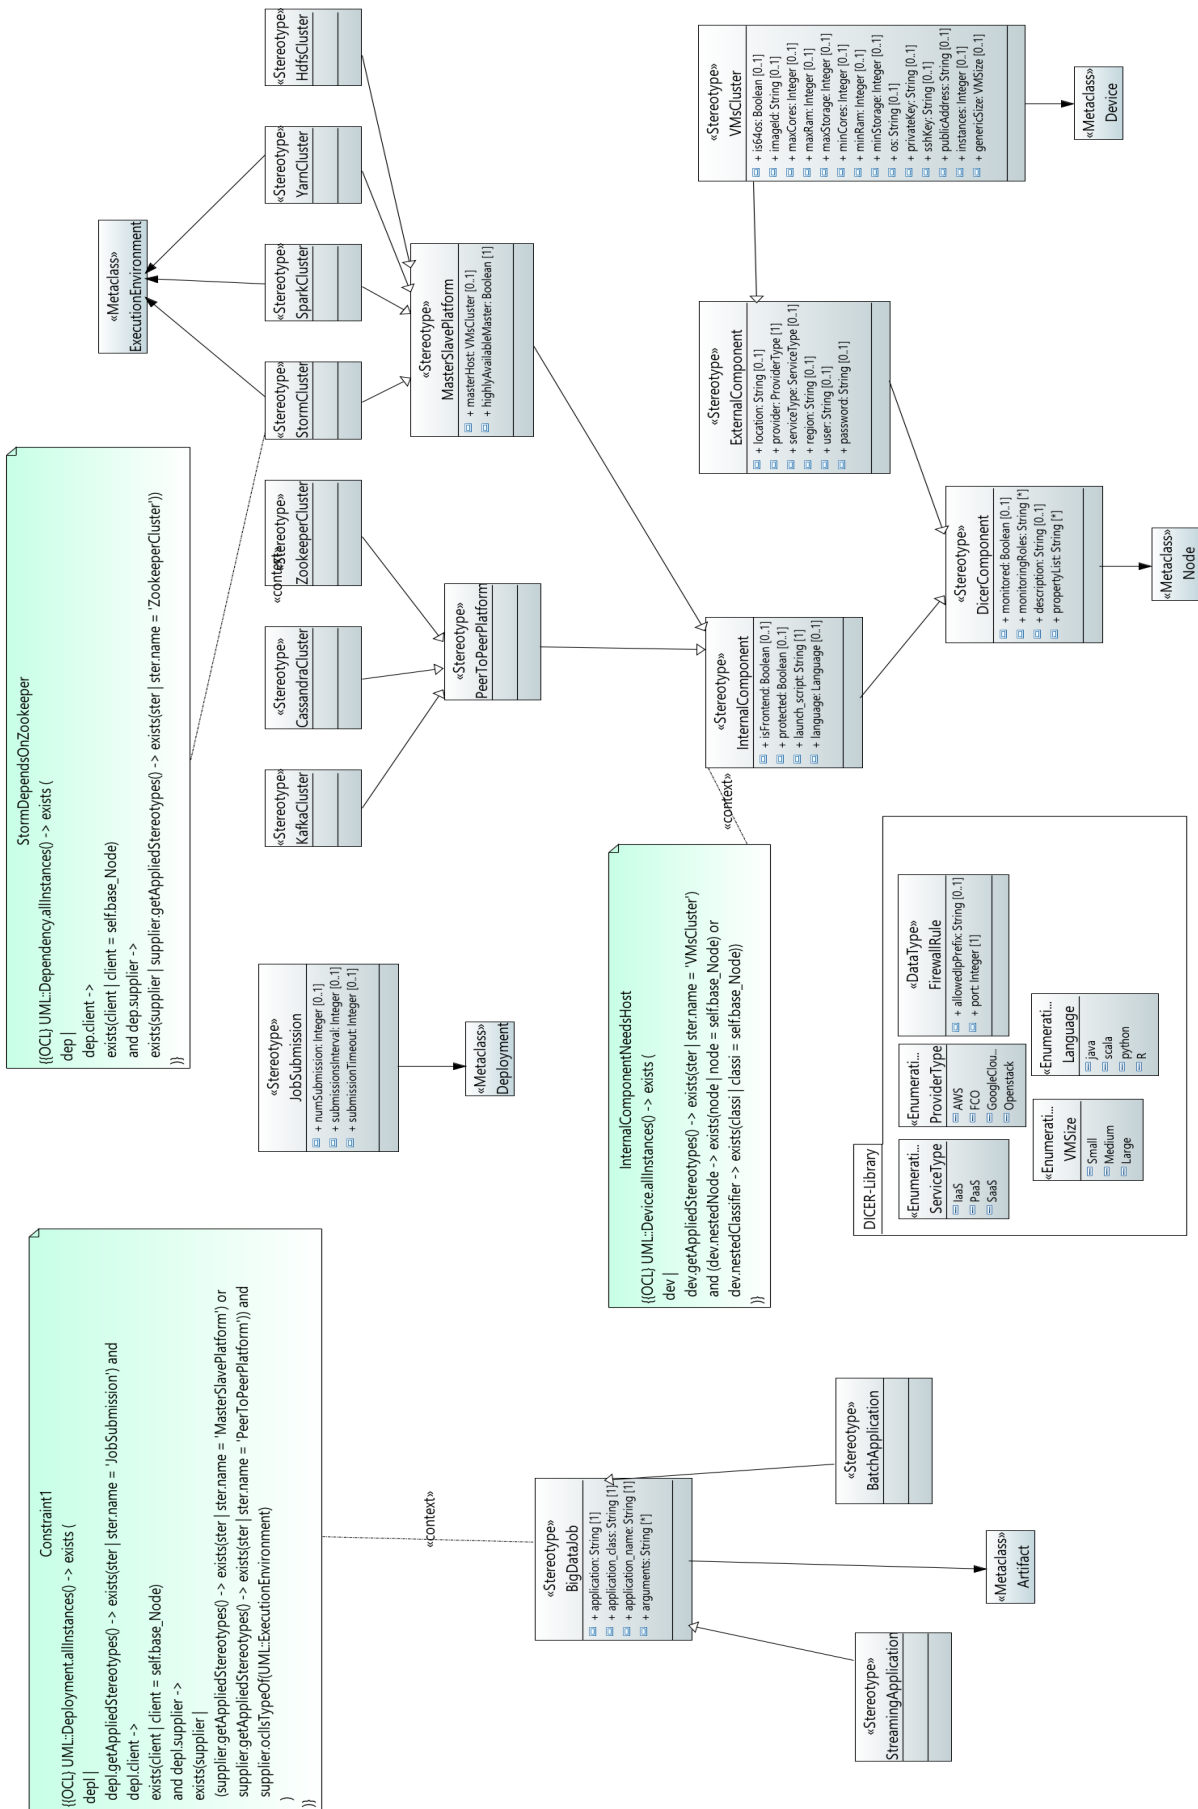 Constraint1
{{OCL} UML::Deployment.allInstances() -> exists (
depl |
depl.getAppliedStereotypes() -> exists(ster | ster.name = 'JobSubmission') and
depl.client ->
exists(client | client = self.base_Node)
and depl.supplier ->
exists(supplier |
(supplier.getAppliedStereotypes() -> exists(ster | ster.name = 'MasterSlavePlatform') or
supplier.getAppliedStereotypes() -> exists(ster | ster.name = 'PeerToPeerPlatform')) and
supplier.oclIsTypeOf(UML::ExecutionEnvironment)
)
)}
StormDependsOnZookeeper
{{OCL} UML::Dependency.allInstances() -> exists (
dep |
dep.client ->
exists(client | client = self.base_Node)
and dep.supplier ->
exists(supplier | supplier.getAppliedStereotypes() -> exists(ster | ster.name = 'ZookeeperCluster'))
)}
«Metaclass»
ExecutionEnvironment
«Stereotype»
JobSubmission
+ numSubmission: Integer [0..1]
+ submissionsInterval: Integer [0..1]
+ submissionTimeout: Integer [0..1]
«Metaclass»
Deployment
«Stereotype»
KafkaCluster
«Stereotype»
CassandraCluster
«context»
«Stereotype»
ZookeeperCluster
«Stereotype»
StormCluster
«Stereotype»
SparkCluster
«Stereotype»
YarnCluster
«Stereotype»
HdfsCluster
«Stereotype»
PeerToPeerPlatform
«Stereotype»
MasterSlavePlatform
+ masterHost: VMsCluster [0..1]
+ highlyAvailableMaster: Boolean [1]
«context»
«Stereotype»
BigDataJob
+ application: String [1]
+ application_class: String [1]
+ application_name: String [1]
+ arguments: String [*]
«Stereotype»
StreamingApplication
«Stereotype»
BatchApplication
«Metaclass»
Artifact
InternalComponentNeedsHost
{{OCL} UML::Device.allInstances() -> exists (
dev |
dev.getAppliedStereotypes() -> exists(ster | ster.name = 'VMsCluster')
and (dev.nestedNode -> exists(node | node = self.base_Node) or
dev.nestedClassifier -> exists(classi | classi = self.base_Node))
)}
«context»
«Stereotype»
InternalComponent
+ isFrontend: Boolean [0..1]
+ protected: Boolean [0..1]
+ launch_script: String [1]
+ language: Language [0..1]
«Stereotype»
ExternalComponent
+ location: String [0..1]
+ provider: ProviderType [1]
+ serviceType: ServiceType [0..1]
+ region: String [0..1]
+ user: String [0..1]
+ password: String [0..1]
«Stereotype»
VMsCluster
+ is64os: Boolean [0..1]
+ imageId: String [0..1]
+ maxCores: Integer [0..1]
+ maxRam: Integer [0..1]
+ maxStorage: Integer [0..1]
+ minCores: Integer [0..1]
+ minRam: Integer [0..1]
+ minStorage: Integer [0..1]
+ os: String [0..1]
+ privateKey: String [0..1]
+ sshKey: String [0..1]
+ publicAddress: String [0..1]
+ instances: Integer [0..1]
+ genericSize: VMSize [0..1]
«Metaclass»
Device
«Stereotype»
DicerComponent
+ monitored: Boolean [0..1]
+ monitoringRoles: String [*]
+ description: String [0..1]
+ propertyList: String [*]
«Metaclass»
Node
DICER-Library
«Enumerati...
ServiceType
IaaS
PaaS
SaaS
«Enumerati...
ProviderType
AWS
FCO
GoogleClou...
Openstack
«DataType»
FirewallRule
+ allowedIpPrefix: String [0..1]
+ port: Integer [1]
«Enumerati...
VMSize
Small
Medium
Large
«Enumerati...
Language
java
scala
python
R